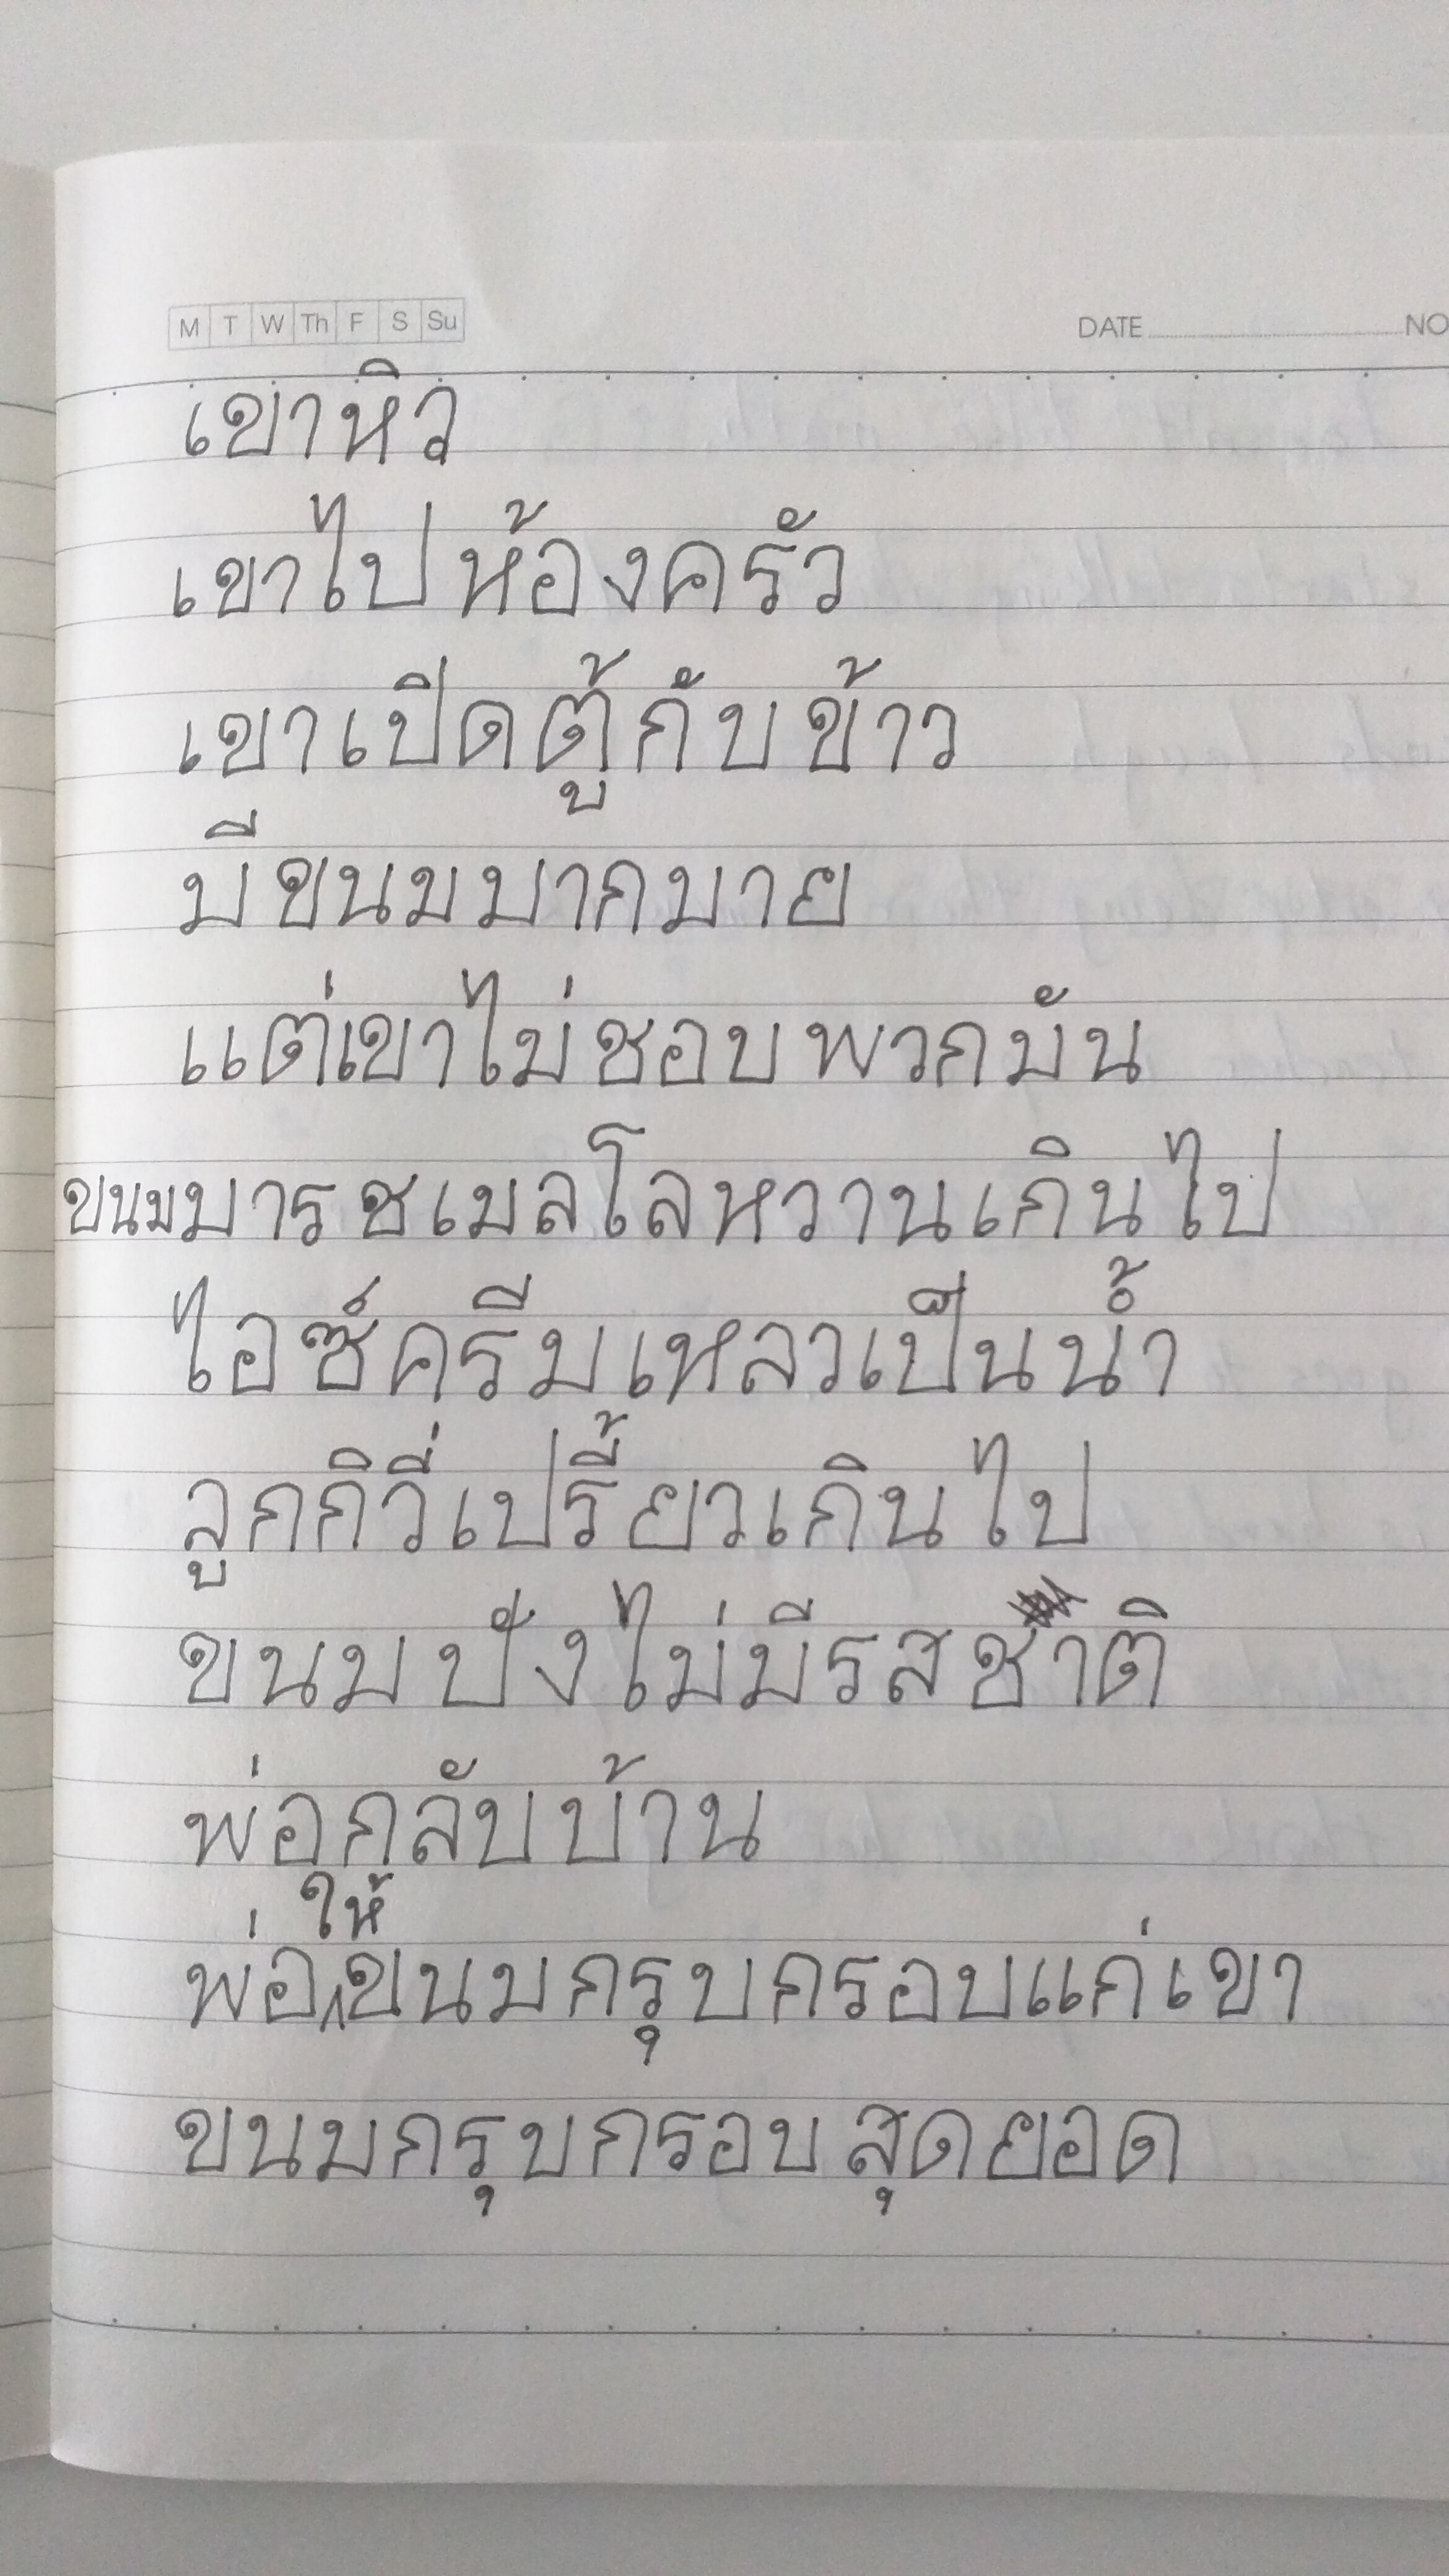 M T W Th F S Su DATE NO
เขาหิว
เขาไปห้องครัว
เขาเปิดตู้กับข้าว
มีขนมมากมาย
แต่เขาไม่ชอบพวกมัน
ขนมมารชเมลโลหวานเกินไป
ไอซ์ครีมเหลวเป็นน้ำ
ลูกกีวี่เปรี้ยวเกินไป
ขนมปังไม่มีรสชาติ
พ่อกลับบ้าน
พ่อให้ขนมกรุบกรอบแก่เขา
ขนมกรุบกรอบสุดยอด